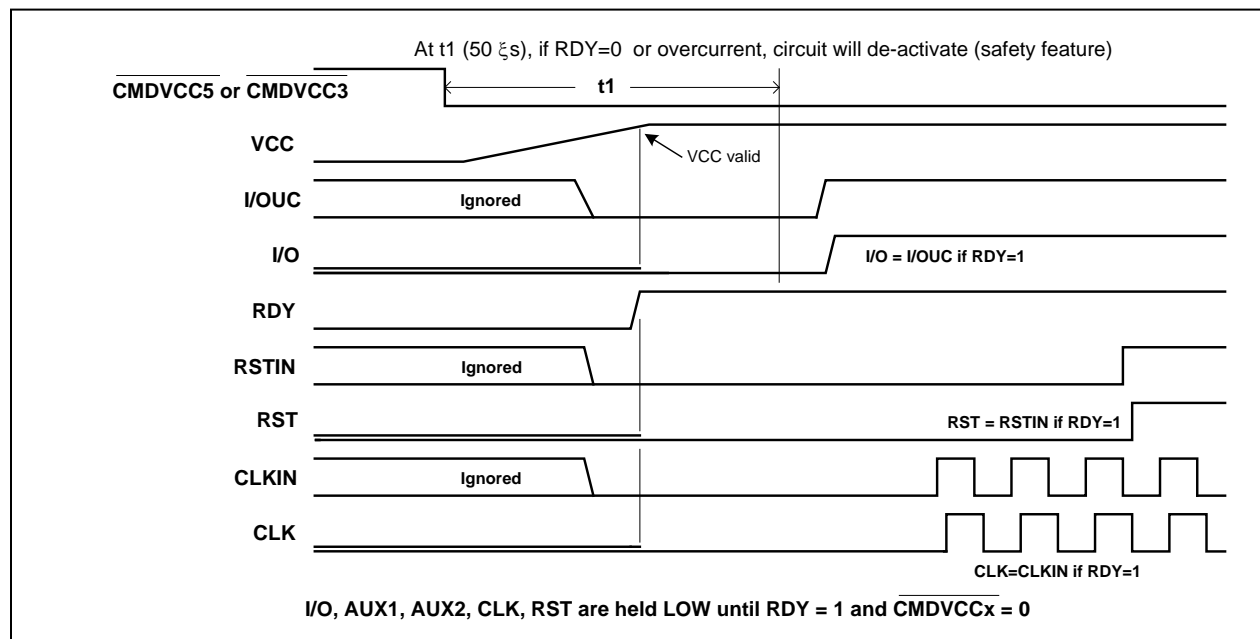 At t1 (50 ξs), if RDY=0 or overcurrent, circuit will de-activate (safety feature)
CMDVCC5 or CMDVCC3
t1
VCC
VCC valid
I/OUC
Ignored
I/O
I/O = I/OUC if RDY=1
RDY
RSTIN
Ignored
RST
RST = RSTIN if RDY=1
CLKIN
Ignored
CLK
CLK=CLKIN if RDY=1
I/O, AUX1, AUX2, CLK, RST are held LOW until RDY = 1 and CMDVCCx = 0